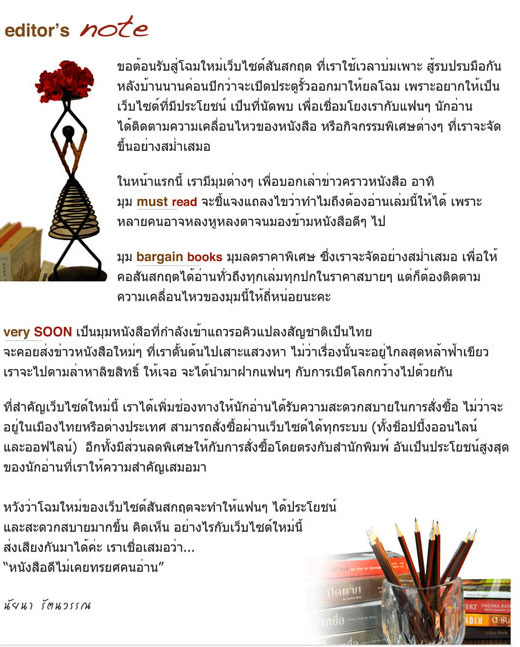 editor's note
ขอต้อนรับสู่โฉมใหม่เว็บไซต์สันสกฤต ที่เราใช้เวลาบ่มเพาะ สู้รบปรบมือกัน
หลังบ้านนานค่อนปีกว่าจะเปิดประตูรั้วออกมาให้ยลโฉม เพราะอยากให้เป็น
เว็บไซต์ที่มีประโยชน์ เป็นที่นัดพบ เพื่อเชื่อมโยงเรากับแฟนๆ นักอ่าน
ได้ติดตามความเคลื่อนไหวของหนังสือ หรือกิจกรรมพิเศษต่างๆ ที่เราจะจัด
ขึ้นอย่างสม่ำเสมอ
ในหน้าแรกนี้ เรามีมุมต่างๆ เพื่อบอกเล่าข่าวคราวหนังสือ อาทิ
มุม must read จะชี้แจงแถลงไขว่าทำไมถึงต้องอ่านเล่มนี้ให้ได้ เพราะ
หลายคนอาจหลงหูหลงตาจนมองข้ามหนังสือดีๆ ไป
มุม bargain books มุมลดราคาพิเศษ ซึ่งเราจะจัดอย่างสม่ำเสมอ เพื่อให้
คอสันสกฤตได้อ่านทั่วถึงทุกเล่มทุกปกในราคาสบายๆ แต่ก็ต้องติดตาม
ความเคลื่อนไหวของมุมนี้ให้ถี่หน่อยนะคะ
very SOON เป็นมุมหนังสือที่กำลังเข้าแถวรอคิวแปลงสัญชาติเป็นไทย
จะคอยส่งข่าวหนังสือใหม่ๆ ที่เราดั้นด้นไปเสาะแสวงหา ไม่ว่าเรื่องนั้นจะอยู่ไกลสุดหล้าฟ้าเขียว
เราจะไปตามล่าหาลิขสิทธิ์ ให้เจอ จะได้นำมาฝากแฟนๆ กับการเปิดโลกกว้างไปด้วยกัน
ที่สำคัญเว็บไซต์ใหม่นี้ เราได้เพิ่มช่องทางให้นักอ่านได้รับความสะดวกสบายในการสั่งซื้อ ไม่ว่าจะ
อยู่ในเมืองไทยหรือต่างประเทศ สามารถสั่งซื้อผ่านเว็บไซต์ได้ทุกระบบ (ทั้งช็อปปิ้งออนไลน์
และออฟไลน์) อีกทั้งมีส่วนลดพิเศษให้กับการสั่งซื้อโดยตรงกับสำนักพิมพ์ อันเป็นประโยชน์สูงสุด
ของนักอ่านที่เราให้ความสำคัญเสมอมา
หวังว่าโฉมใหม่ของเว็บไซต์สันสกฤตจะทำให้แฟนๆ ได้ประโยชน์
และสะดวกสบายมากขึ้น คิดเห็น อย่างไรกับเว็บไซต์ใหม่นี้
ส่งเสียงกันมาได้ค่ะ เราเชื่อเสมอว่า...
"หนังสือดีไม่เคยทรยศคนอ่าน"
นัยนา รัตนวรรณ